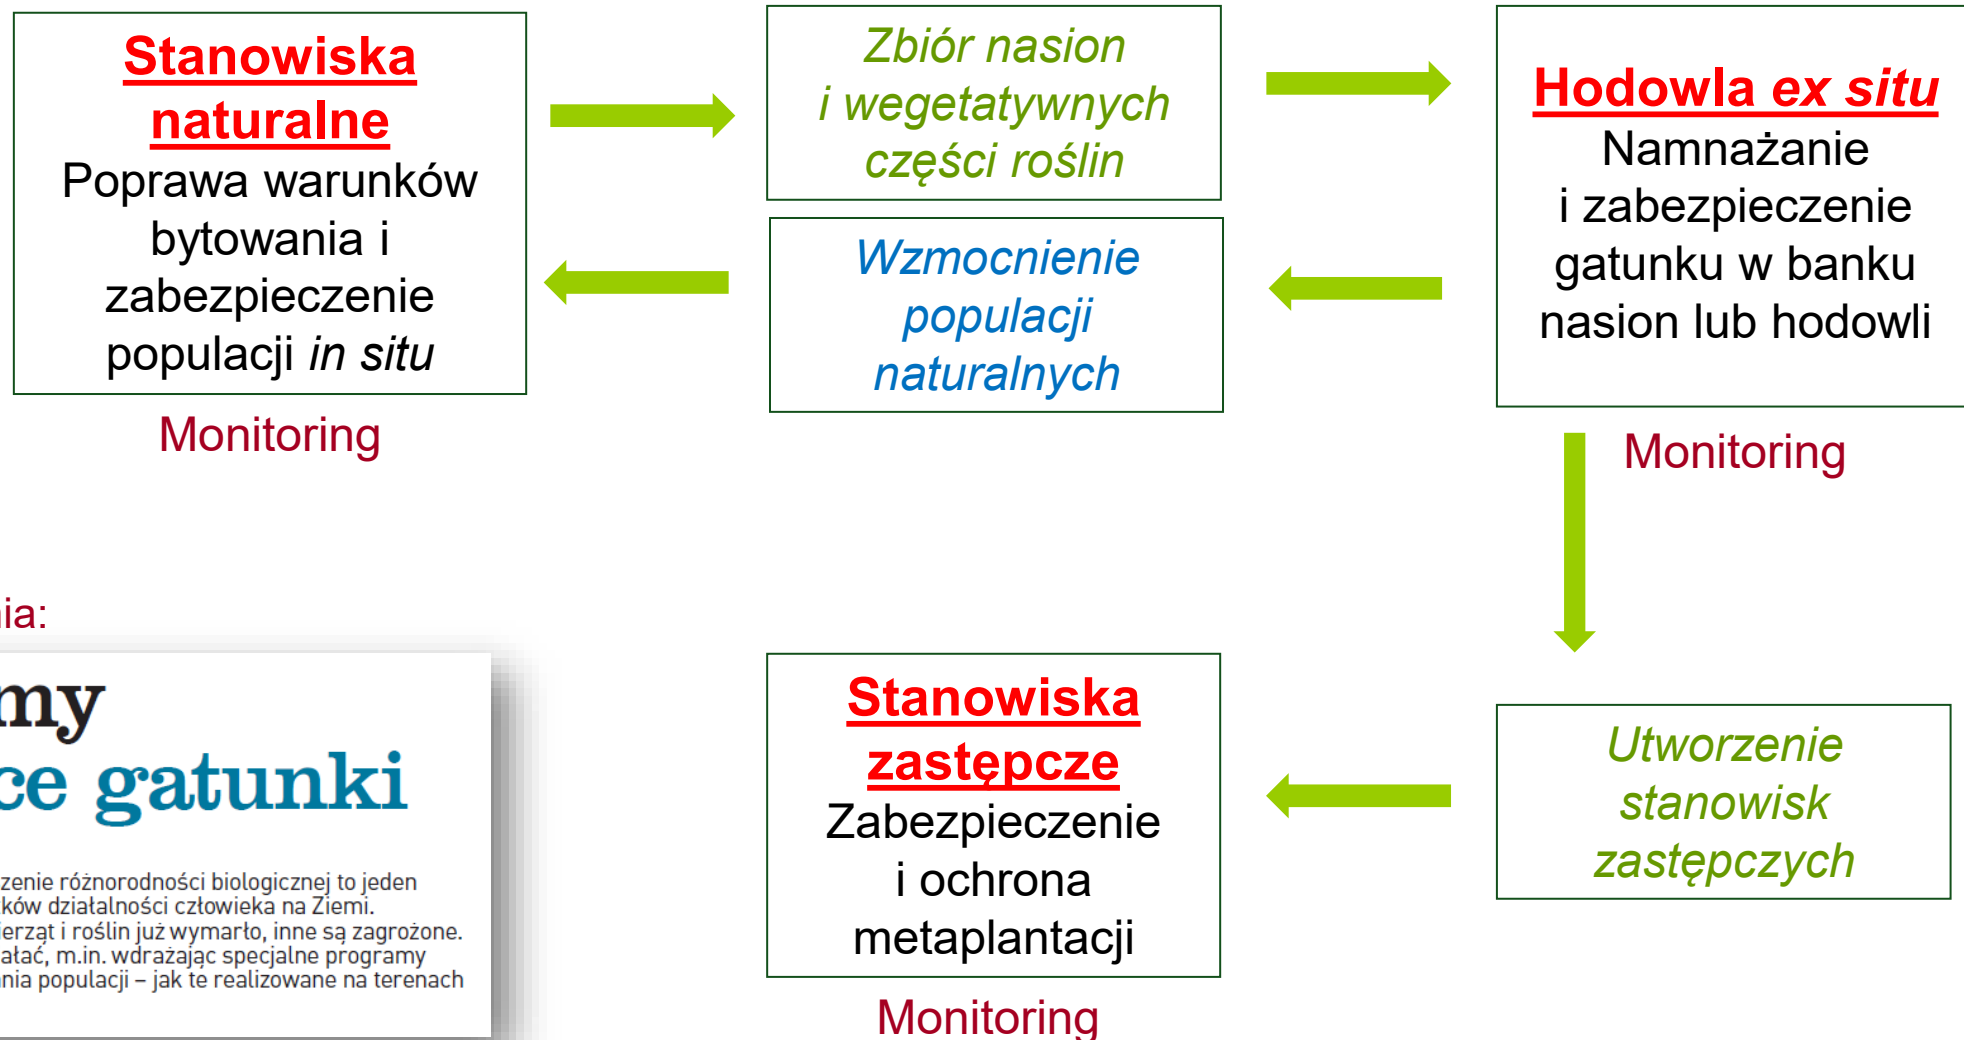 Stanowiska
naturalne
Poprawa warunków
bytowania i
zabezpieczenie
populacji in situ
Monitoring
Zbiór nasion
i wegetatywnych
części roślin
Wzmocnienie
populacji
naturalnych
Hodowla ex situ
Namnażanie
i zabezpieczenie
gatunku w banku
nasion lub hodowli
Monitoring
Utworzenie
stanowisk
zastępczych
Stanowiska
zastępcze
Zabezpieczenie
i ochrona
metaplantacji
Monitoring
nia:
my
ce gatunki
zenie różnorodności biologicznej to jeden
ków działalności człowieka na Ziemi.
ierząt i roślin już wymarło, inne są zagrożone.
ałać, m.in. wdrażając specjalne programy
nia populacji – jak te realizowane na terenach